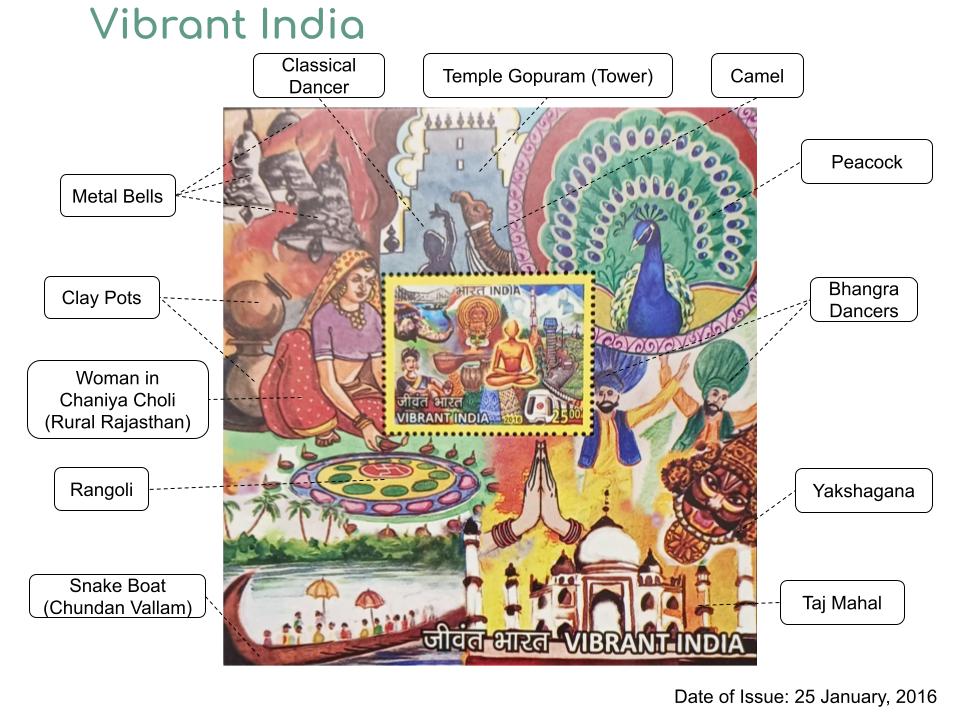 Vibrant India
Classical
Dancer
Temple Gopuram (Tower)
Camel
Peacock
Metal Bells
Clay Pots
Bhangra
Dancers
भारत INDIA
जीवंत भारत
VIBRANT INDIA
2016
25.00
Woman in
Chaniya Choli
(Rural Rajasthan)
Rangoli
Yakshagana
Snake Boat
(Chundan Vallam)
Taj Mahal
जीवंत भारत VIBRANT INDIA
Date of Issue: 25 January, 2016